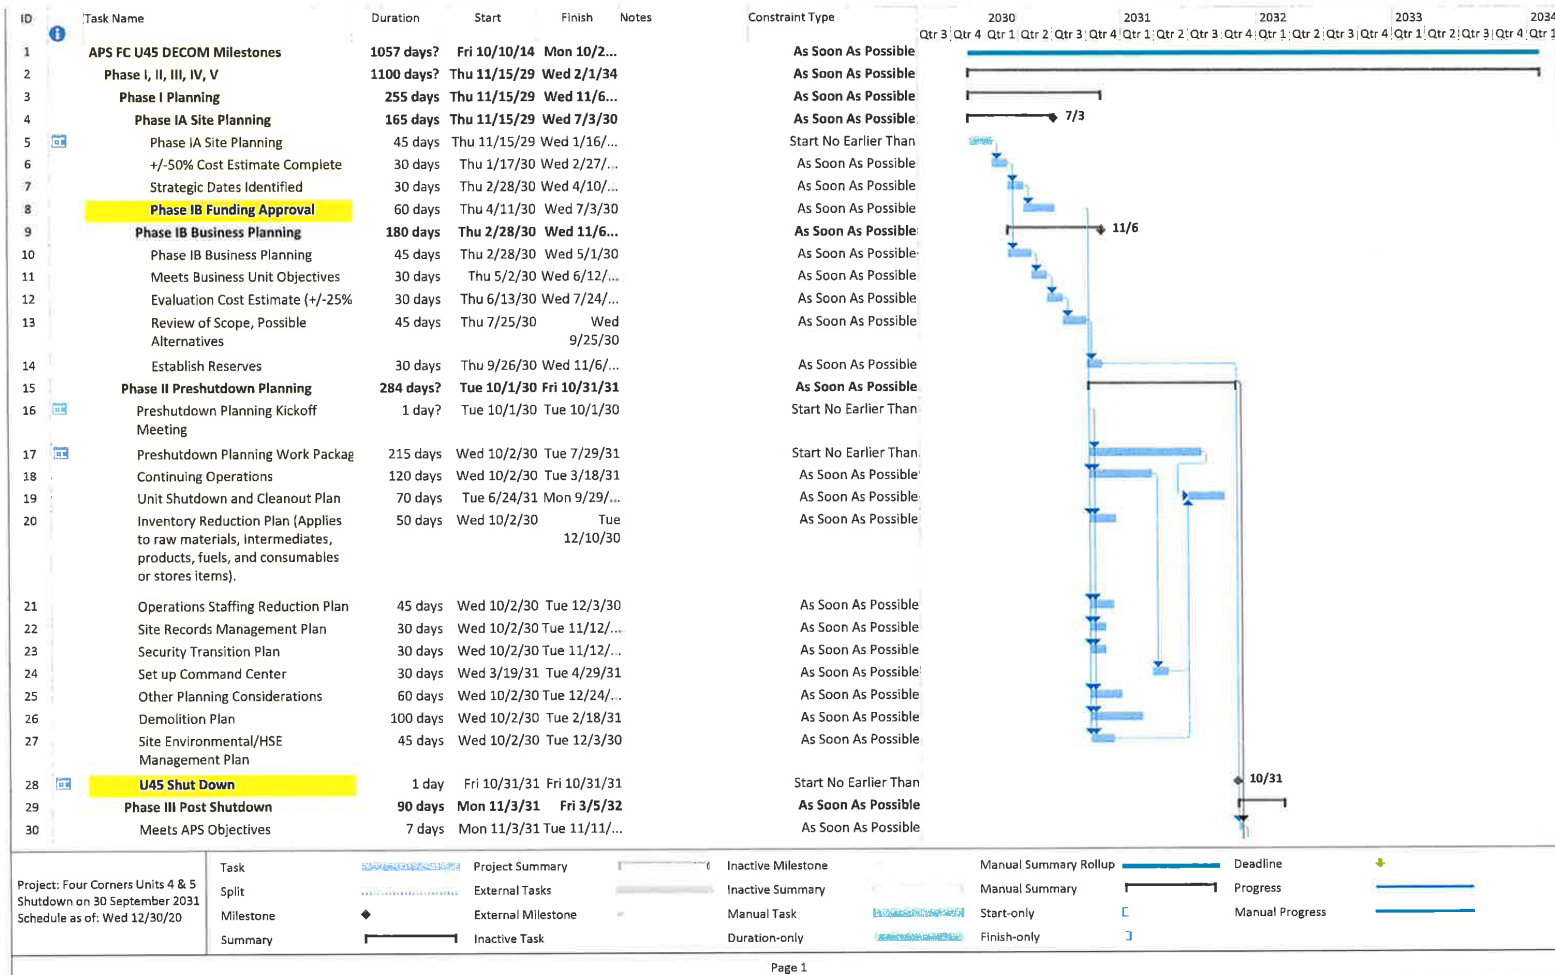 ID Task Name Duration Start Finish Notes Constraint Type 2030 2031 2032 2033 2034
Qtr 3 Qtr 4 Qtr 1 Qtr 2 Qtr 3 Qtr 4 Qtr 1 Qtr 2 Qtr 3 Qtr 4 Qtr 1 Qtr 2 Qtr 3 Qtr 4 Qtr 1 Qtr 2 Qtr 3 Qtr 4 Qtr 1
1 APS FC U45 DECOM Milestones 1057 days? Fri 10/10/14 Mon 10/2... As Soon As Possible
2 Phase I, II, III, IV, V 1100 days? Thu 11/15/29 Wed 2/1/34 As Soon As Possible
3 Phase I Planning 255 days Thu 11/15/29 Wed 11/6... As Soon As Possible
4 Phase IA Site Planning 165 days Thu 11/15/29 Wed 7/3/30 As Soon As Possible 7/3
5 Phase IA Site Planning 45 days Thu 11/15/29 Wed 1/16/... Start No Earlier Than
6 +/-50% Cost Estimate Complete 30 days Thu 1/17/30 Wed 2/27/... As Soon As Possible
7 Strategic Dates Identified 30 days Thu 2/28/30 Wed 4/10/... As Soon As Possible
8 Phase IB Funding Approval 60 days Thu 4/11/30 Wed 7/3/30 As Soon As Possible
9 Phase IB Business Planning 180 days Thu 2/28/30 Wed 11/6... As Soon As Possible 11/6
10 Phase IB Business Planning 45 days Thu 2/28/30 Wed 5/1/30 As Soon As Possible
11 Meets Business Unit Objectives 30 days Thu 5/2/30 Wed 6/12/... As Soon As Possible
12 Evaluation Cost Estimate (+/-25% 30 days Thu 6/13/30 Wed 7/24/... As Soon As Possible
13 Review of Scope, Possible 45 days Thu 7/25/30 Wed As Soon As Possible
Alternatives 9/25/30
14 Establish Reserves 30 days Thu 9/26/30 Wed 11/6/... As Soon As Possible
15 Phase II Preshutdown Planning 284 days? Tue 10/1/30 Fri 10/31/31 As Soon As Possible
16 Preshutdown Planning Kickoff 1 day? Tue 10/1/30 Tue 10/1/30 Start No Earlier Than
Meeting
17 Preshutdown Planning Work Packag 215 days Wed 10/2/30 Tue 7/29/31 Start No Earlier Than
18 Continuing Operations 120 days Wed 10/2/30 Tue 3/18/31 As Soon As Possible
19 Unit Shutdown and Cleanout Plan 70 days Tue 6/24/31 Mon 9/29/... As Soon As Possible
20 Inventory Reduction Plan (Applies 50 days Wed 10/2/30 Tue As Soon As Possible
to raw materials, intermediates, 12/10/30
products, fuels, and consumables
or stores items).
21 Operations Staffing Reduction Plan 45 days Wed 10/2/30 Tue 12/3/30 As Soon As Possible
22 Site Records Management Plan 30 days Wed 10/2/30 Tue 11/12/... As Soon As Possible
23 Security Transition Plan 30 days Wed 10/2/30 Tue 11/12/... As Soon As Possible
24 Set up Command Center 30 days Wed 3/19/31 Tue 4/29/31 As Soon As Possible
25 Other Planning Considerations 60 days Wed 10/2/30 Tue 12/24/... As Soon As Possible
26 Demolition Plan 100 days Wed 10/2/30 Tue 2/18/31 As Soon As Possible
27 Site Environmental/HSE 45 days Wed 10/2/30 Tue 12/3/30 As Soon As Possible
Management Plan
28 U45 Shut Down 1 day Fri 10/31/31 Fri 10/31/31 Start No Earlier Than 10/31
29 Phase III Post Shutdown 90 days Mon 11/3/31 Fri 3/5/32 As Soon As Possible
30 Meets APS Objectives 7 days Mon 11/3/31 Tue 11/11/... As Soon As Possible
Project: Four Corners Units 4 & 5
Shutdown on 30 September 2031
Schedule as of: Wed 12/30/20
Task Project Summary Inactive Milestone Manual Summary Rollup Deadline
Split External Tasks Inactive Summary Manual Summary Progress
Milestone External Milestone Manual Task Start-only Manual Progress
Summary Inactive Task Duration-only Finish-only
Page 1